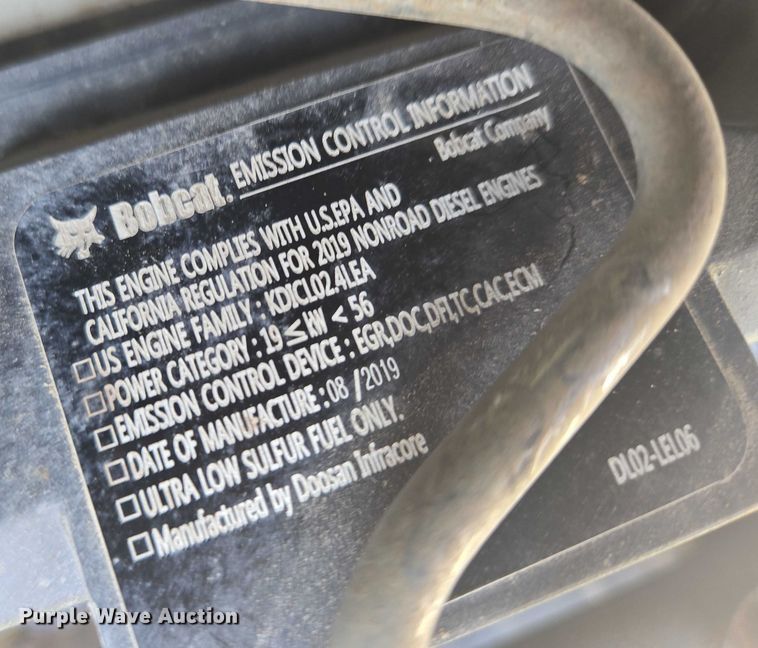 Bobcat. EMISSION CONTROL INFORMATION
Bobcat Company
THIS ENGINE COMPLIES WITH U.S.EPA AND
CALIFORNIA REGULATION FOR 2019 NONROAD DIESEL ENGINES
□US ENGINE FAMILY : KDICL02.4LEA
□POWER CATEGORY : 19 ≤ kW < 56
□EMISSION CONTROL DEVICE : EGR,DOC,DFI,TC,CAC,ECM
□DATE OF MANUFACTURE : 08 / 2019
□ULTRA LOW SULFUR FUEL ONLY.
□Manufactured by Doosan Infracore
DL02-LEL06
Purple Wave Auction